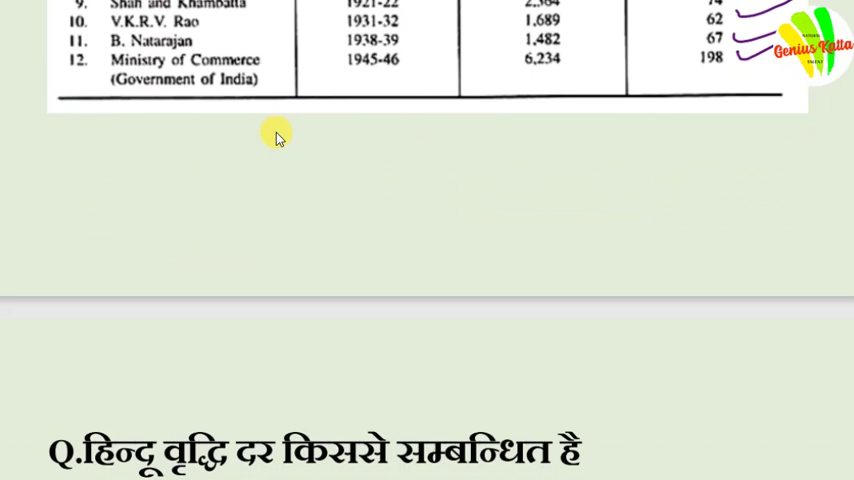 9. Shah and Khambatta 1921-22 2,364 74
10. V.K.R.V. Rao 1931-32 1,689 62
11. B. Natarajan 1938-39 1,482 67
12. Ministry of Commerce 1945-46 6,234 198
(Government of India)
NATURAL
Genius Katta
TALENT
Q.हिन्दू वृद्धि दर किससे सम्बन्धित है